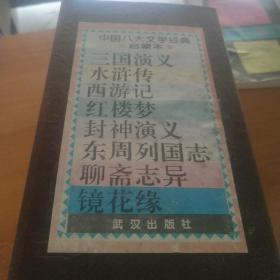 中国八大文学经典
启蒙本
三国演义
水浒传
西游记
红楼梦
封神演义
东周列国志
聊斋志异
镜花缘
武汉出版社